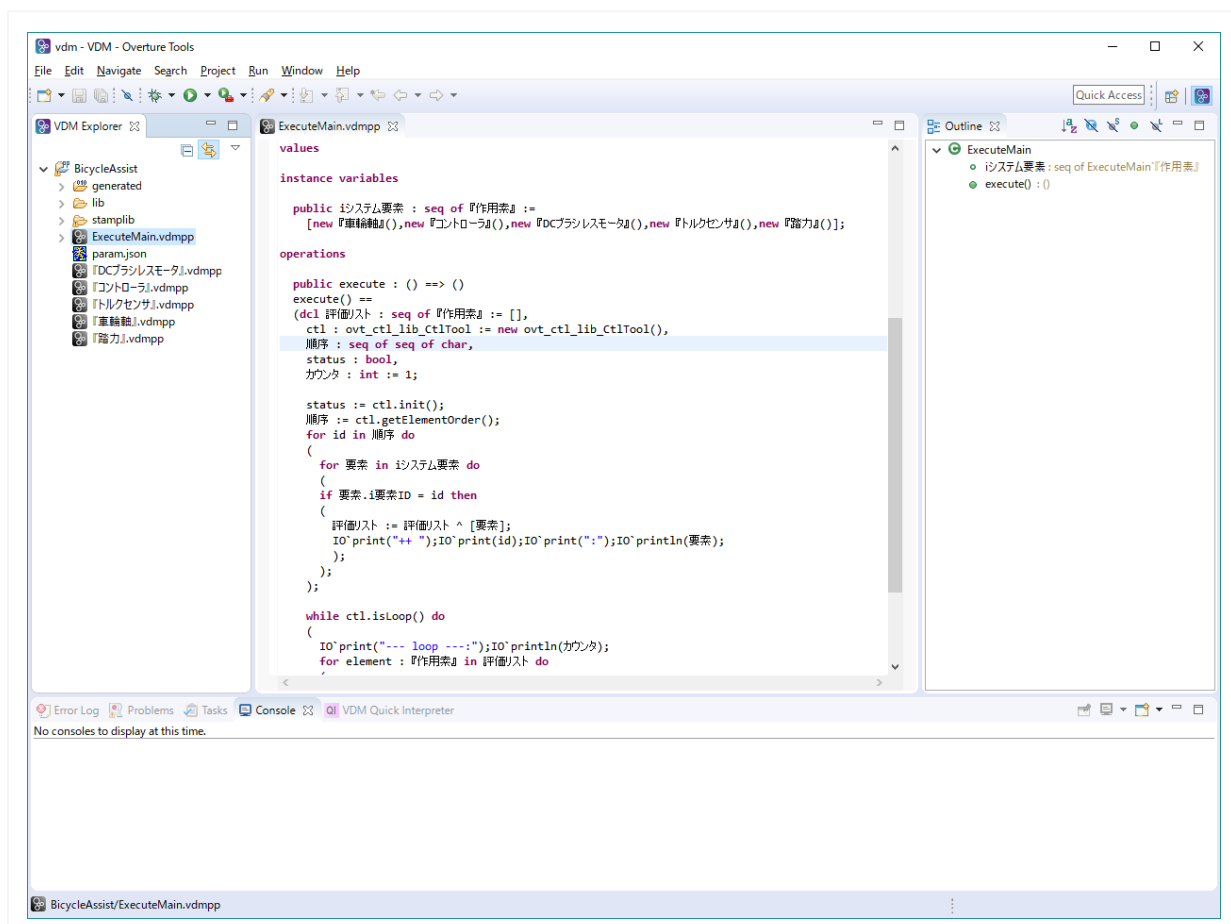 vdm - VDM - Overture Tools
File Edit Navigate Search Project Run Window Help
Quick Access
VDM Explorer
BicycleAssist
generated
lib
stamplib
ExecuteMain.vdmpp
param.json
『DCブラシレスモータ』.vdmpp
『コントローラ』.vdmpp
『トルクセンサ』.vdmpp
『車輪軸』.vdmpp
『踏力』.vdmpp
ExecuteMain.vdmpp
values
instance variables
public iシステム要素 : seq of 『作用素』 :=
[new 『車輪軸』(),new 『コントローラ』(),new 『DCブラシレスモータ』(),new 『トルクセンサ』(),new 『踏力』()];
operations
public execute : () ==> ()
execute() ==
(dcl 評価リスト : seq of 『作用素』 := [],
ctl : ovt_ctl_lib_CtlTool := new ovt_ctl_lib_CtlTool(),
順序 : seq of seq of char,
status : bool,
カウンタ : int := 1;
status := ctl.init();
順序 := ctl.getElementOrder();
for id in 順序 do
(
for 要素 in iシステム要素 do
(
if 要素.i要素ID = id then
(
評価リスト := 評価リスト ^ [要素];
IO`print("++ ");IO`print(id);IO`print(":");IO`println(要素);
);
);
);
while ctl.isLoop() do
(
IO`print("--- loop ---:");IO`println(カウンタ);
for element : 『作用素』 in 評価リスト do
Outline
ExecuteMain
iシステム要素 : seq of ExecuteMain`『作用素』
execute() : ()
Error Log Problems Tasks Console QI VDM Quick Interpreter
No consoles to display at this time.
BicycleAssist/ExecuteMain.vdmpp